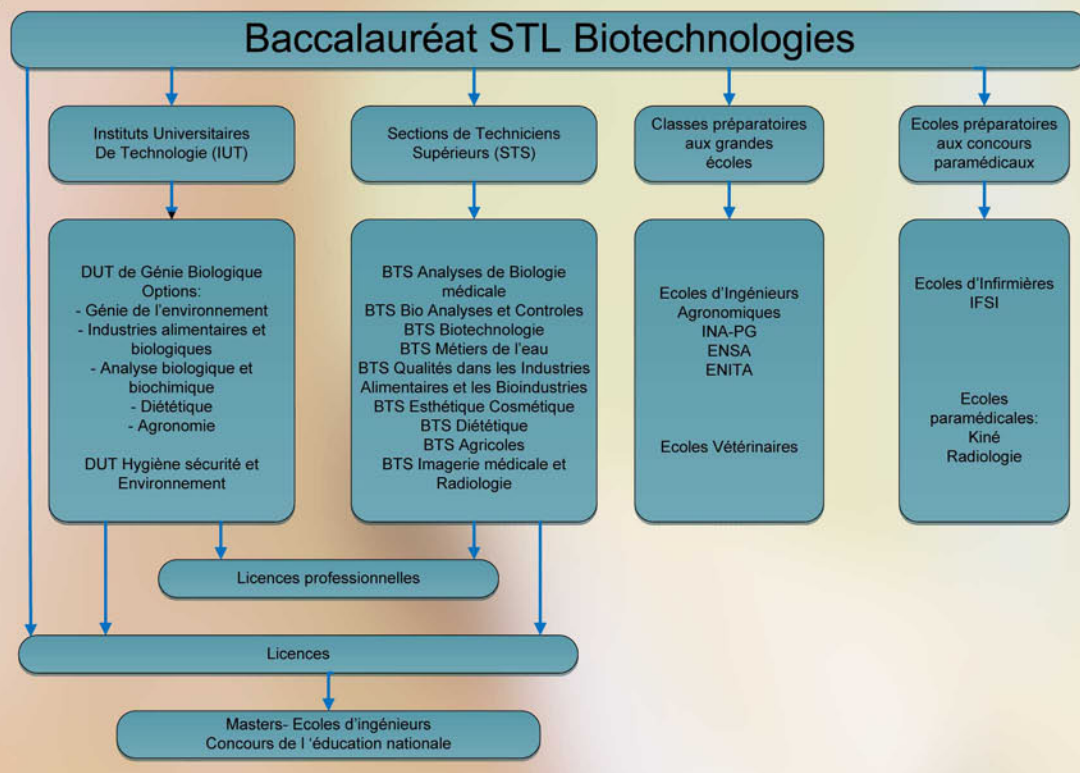 Baccalauréat STL Biotechnologies
Instituts Universitaires
De Technologie (IUT)
Sections de Techniciens
Supérieurs (STS)
Classes préparatoires
aux grandes
écoles
Ecoles préparatoires
aux concours
paramédicaux
DUT de Génie Biologique
Options:
- Génie de l'environnement
- Industries alimentaires et
biologiques
- Analyse biologique et
biochimique
- Diététique
- Agronomie
DUT Hygiène sécurité et
Environnement
BTS Analyses de Biologie
médicale
BTS Bio Analyses et Controles
BTS Biotechnologie
BTS Métiers de l'eau
BTS Qualités dans les Industries
Alimentaires et les Bioindustries
BTS Esthétique Cosmétique
BTS Diététique
BTS Agricoles
BTS Imagerie médicale et
Radiologie
Ecoles d'Ingénieurs
Agronomiques
INA-PG
ENSA
ENITA
Ecoles Vétérinaires
Ecoles d'Infirmières
IFSI
Ecoles
paramédicales:
Kiné
Radiologie
Licences professionnelles
Licences
Masters- Ecoles d'ingénieurs
Concours de l 'éducation nationale